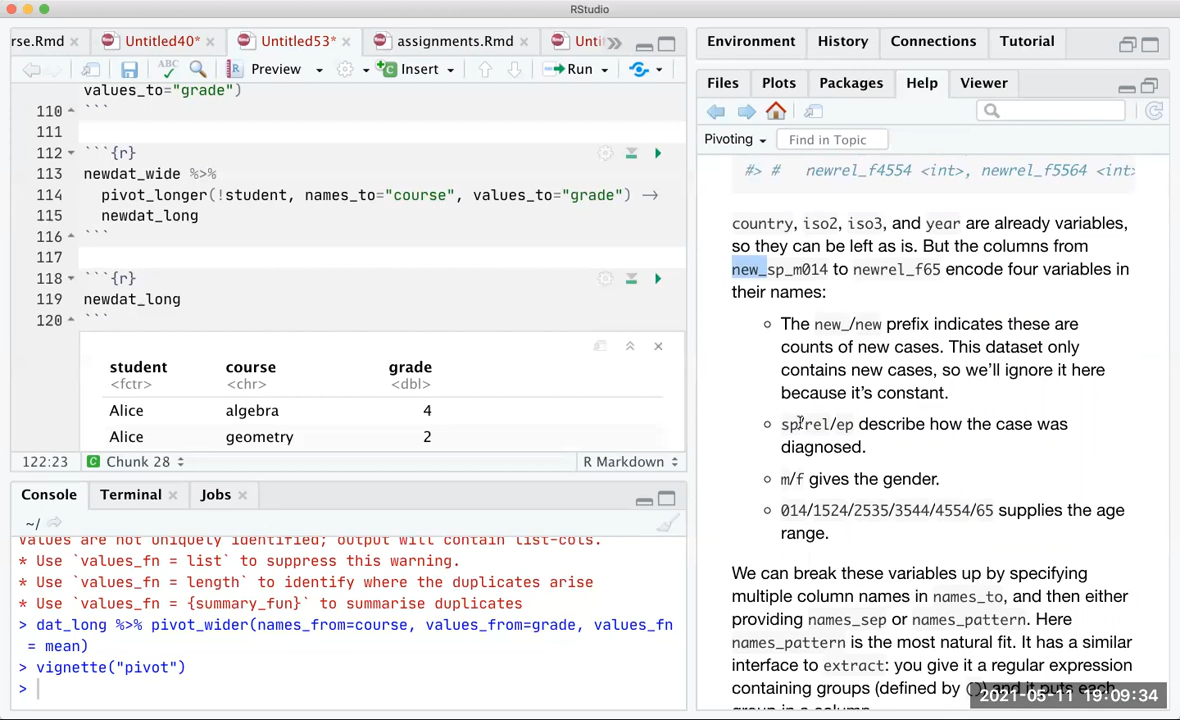 RStudio
rse.Rmd
Untitled40*
Untitled53*
assignments.Rmd
Unti
ABC
Preview
Insert
Run
values_to="grade")
110 ```
111
112 ```{r}
113 newdat_wide %>%
114 pivot_longer(!student, names_to="course", values_to="grade") ->
115 newdat_long
116 ```
117
118 ```{r}
119 newdat_long
120 ```
student course grade
<fctr> <chr> <dbl>
Alice algebra 4
Alice geometry 2
122:23 Chunk 28 R Markdown
Console Terminal Jobs
~/
values are not uniquely identified; output will contain list-cols.
* Use `values_fn = list` to suppress this warning.
* Use `values_fn = length` to identify where the duplicates arise
* Use `values_fn = {summary_fun}` to summarise duplicates
> dat_long %>% pivot_wider(names_from=course, values_from=grade, values_fn
= mean)
> vignette("pivot")
>
Environment History Connections Tutorial
Files Plots Packages Help Viewer
Pivoting Find in Topic
#> # newrel_f4554 <int>, newrel_f5564 <int>
country, iso2, iso3, and year are already variables,
so they can be left as is. But the columns from
new_sp_m014 to newrel_f65 encode four variables in
their names:
The new_/new prefix indicates these are
counts of new cases. This dataset only
contains new cases, so we'll ignore it here
because it's constant.
sp/rel/ep describe how the case was
diagnosed.
m/f gives the gender.
014/1524/2535/3544/4554/65 supplies the age
range.
We can break these variables up by specifying
multiple column names in names_to, and then either
providing names_sep or names_pattern. Here
names_pattern is the most natural fit. It has a similar
interface to extract: you give it a regular expression
containing groups (defined by () and it puts each
group in a column.
2021-05-11 19:09:34